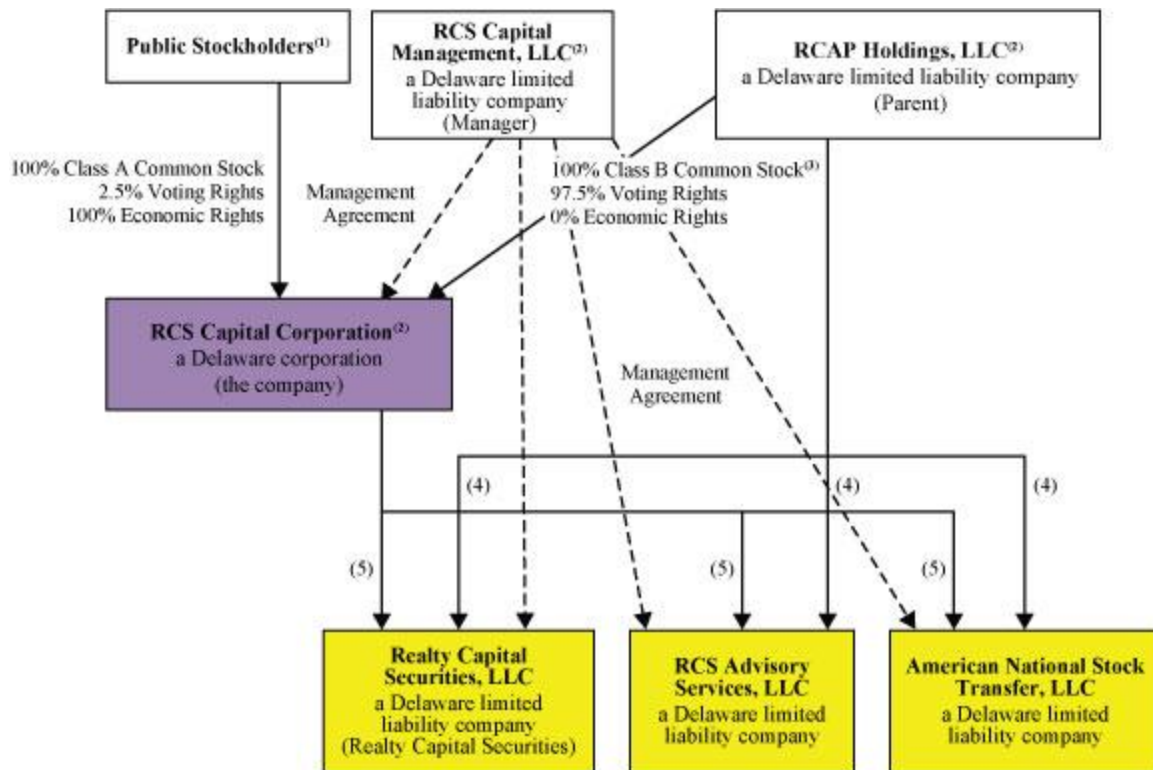 Public Stockholders(1)
RCS Capital
Management, LLC(2)
a Delaware limited
liability company
(Manager)
RCAP Holdings, LLC(2)
a Delaware limited liability company
(Parent)
100% Class A Common Stock
2.5% Voting Rights
100% Economic Rights
Management
Agreement
100% Class B Common Stock(3)
97.5% Voting Rights
0% Economic Rights
RCS Capital Corporation(2)
a Delaware corporation
(the company)
Management
Agreement
(4)
(4)
(4)
(5)
(5)
(5)
Realty Capital
Securities, LLC
a Delaware limited
liability company
(Realty Capital Securities)
RCS Advisory
Services, LLC
a Delaware limited
liability company
American National Stock
Transfer, LLC
a Delaware limited
liability company